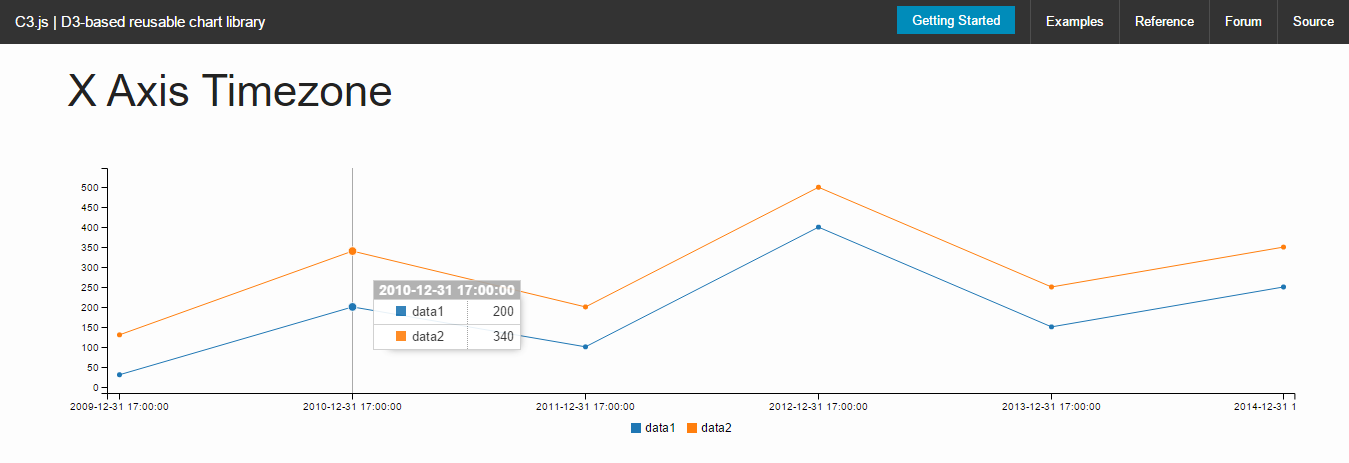 C3.js | D3-based reusable chart library
Getting Started
Examples
Reference
Forum
Source
X Axis Timezone
500
450
400
350
300
250
200
150
100
50
0
2010-12-31 17:00:00
data1 200
data2 340
2009-12-31 17:00:00
2010-12-31 17:00:00
2011-12-31 17:00:00
2012-12-31 17:00:00
2013-12-31 17:00:00
2014-12-31 1
data1
data2